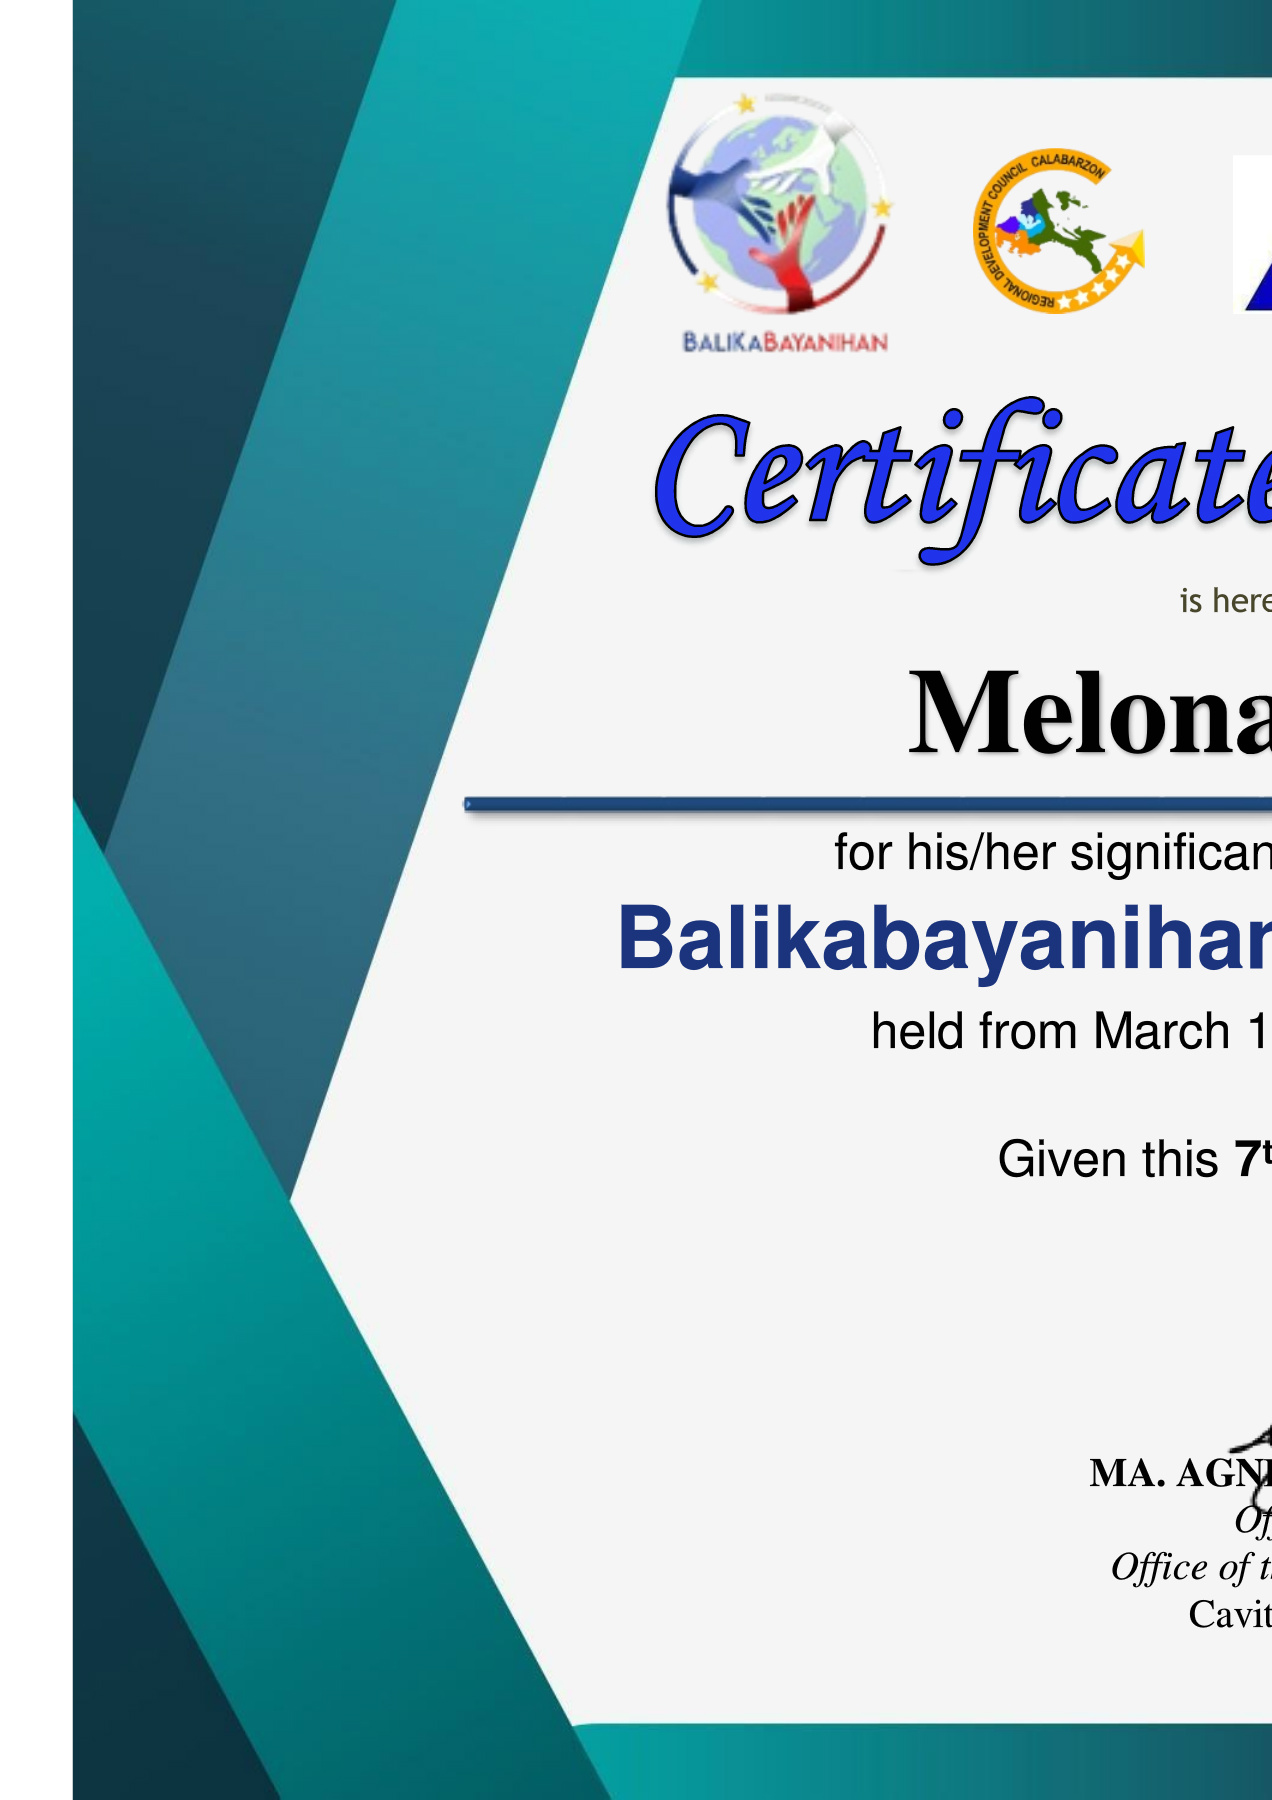 REGIONAL DEVELOPMENT COUNCIL CALABARZON
BALIKABAYANIHAN
Certificate
is here
Melona
for his/her significan
Balikabayanihan
held from March 1
Given this 7t
MA. AGN
Of
Office of t
Cavit